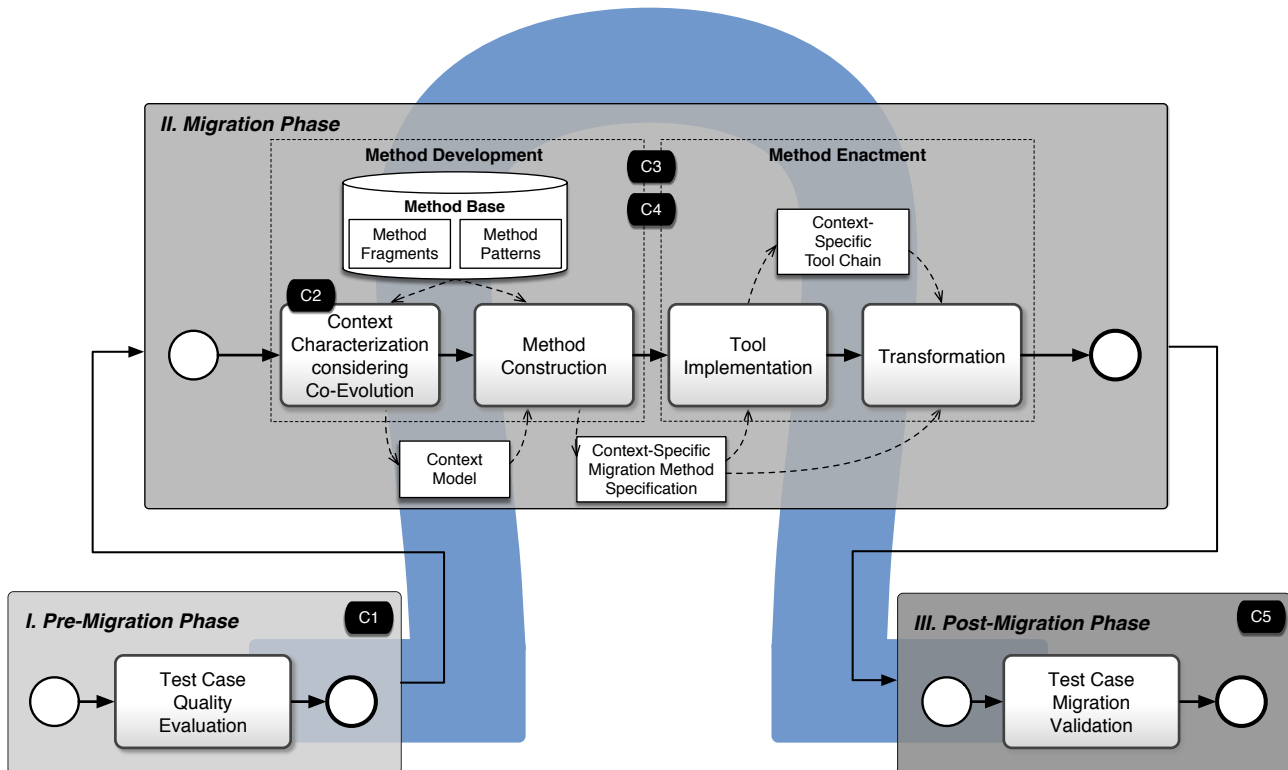 II. Migration Phase
Method Development
Method Enactment
C3
C4
Method Base
Method
Fragments
Method
Patterns
Context-
Specific
Tool Chain
C2
Context
Characterization
considering
Co-Evolution
Method
Construction
Tool
Implementation
Transformation
Context
Model
Context-Specific
Migration Method
Specification
I. Pre-Migration Phase
C1
Test Case
Quality
Evaluation
III. Post-Migration Phase
C5
Test Case
Migration
Validation